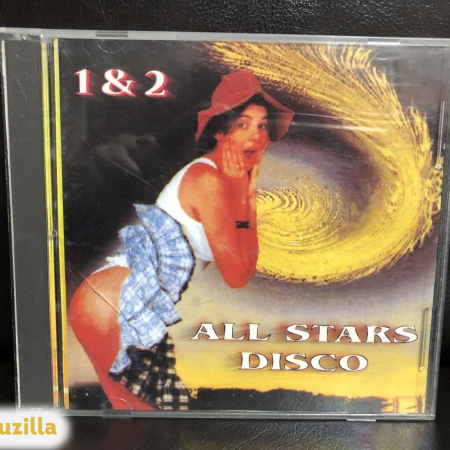 1 & 2
ALL STARS
DISCO
uzilla